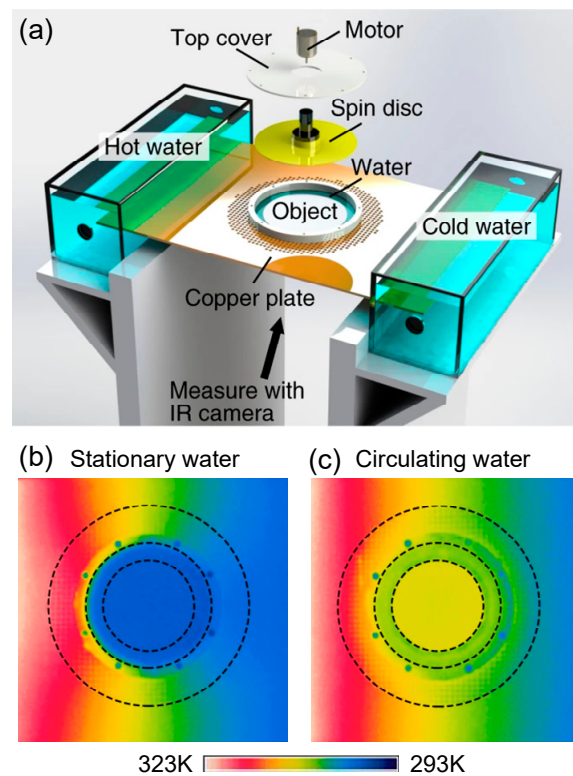 (a)
Motor
Top cover
Spin disc
Hot water
Water
Object
Cold water
Copper plate
Measure with
IR camera
(b) Stationary water
(c) Circulating water
323K 293K